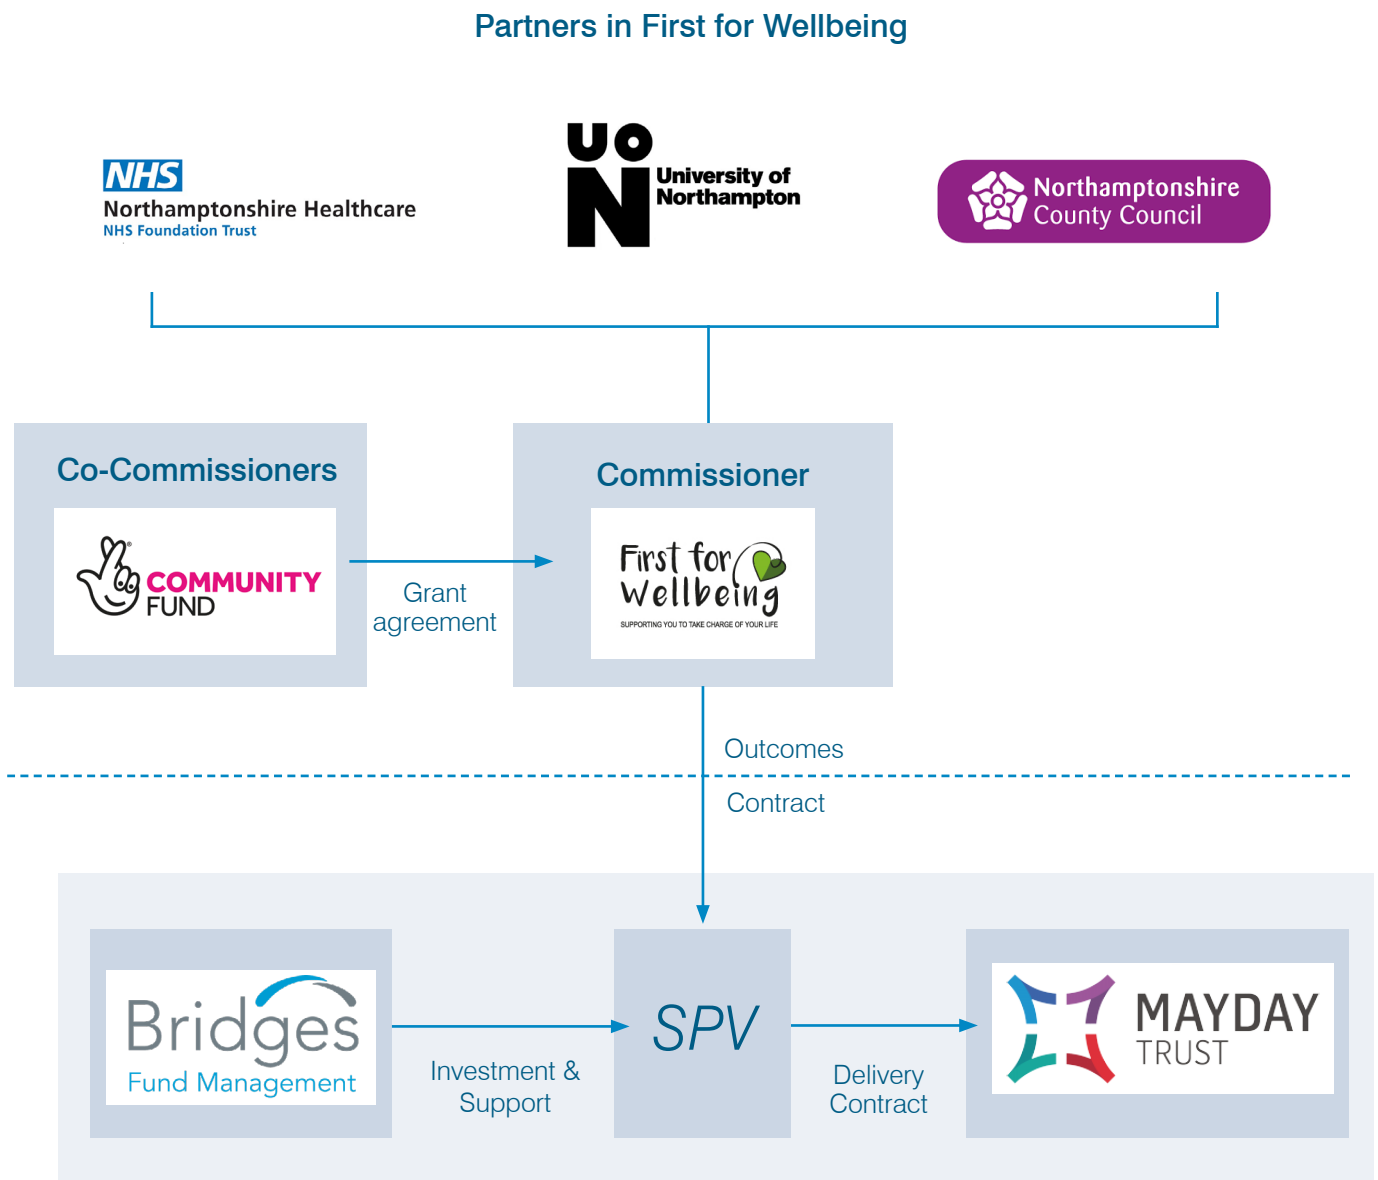 Partners in First for Wellbeing
NHS
Northamptonshire Healthcare
NHS Foundation Trust
UON
University of
Northampton
Northamptonshire
County Council
Co-Commissioners
COMMUNITY
FUND
Grant
agreement
Commissioner
First for
Wellbeing
SUPPORTING YOU TO TAKE CHARGE OF YOUR LIFE
Outcomes
Contract
Bridges
Fund Management
Investment &
Support
SPV
Delivery
Contract
MAYDAY
TRUST